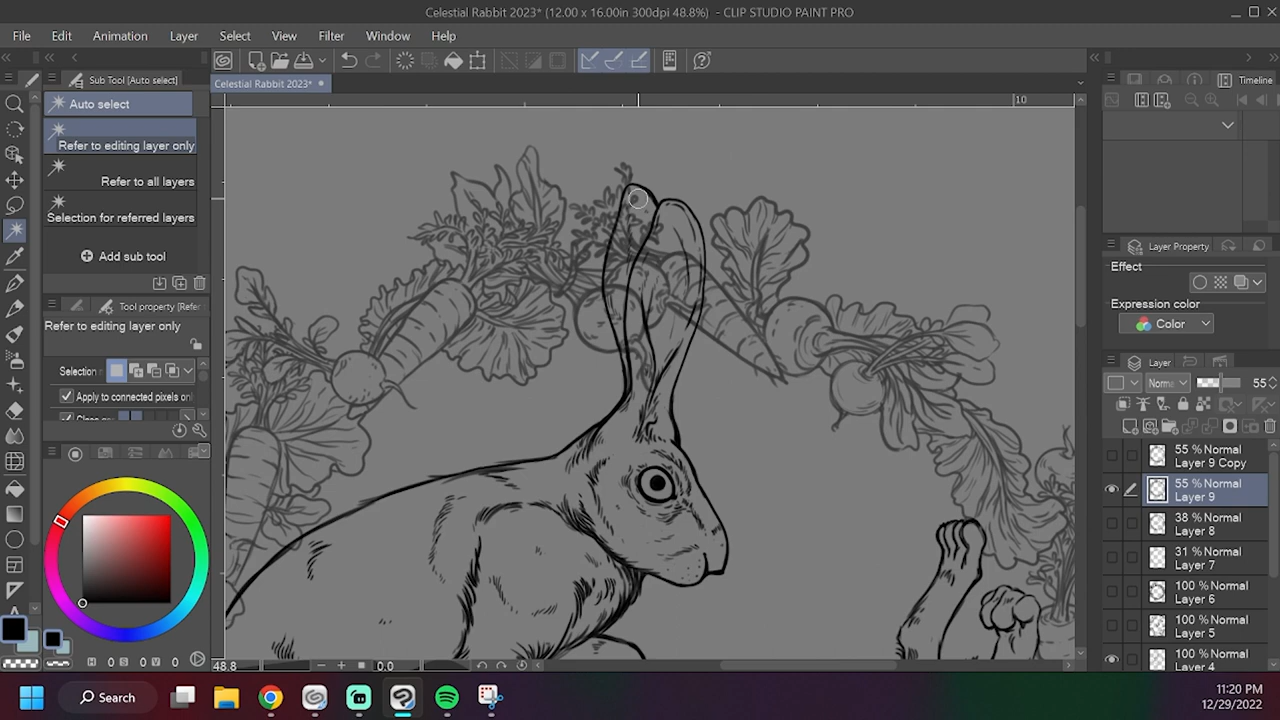 Celestial Rabbit 2023* (12.00 x 16.00in 300dpi 48.8%) - CLIP STUDIO PAINT PRO
File Edit Animation Layer Select View Filter Window Help
Sub Tool [Auto select]
Celestial Rabbit 2023*
Timeline
Auto select
Refer to editing layer only
Refer to all layers
Selection for referred layers
Add sub tool
10
Layer Property
Effect
Expression color
Color
Tool property [Refer
Refer to editing layer only
Selection
Apply to connected pixels onl
Layer
Norma
55
55 % Normal
Layer 9 Copy
55 % Normal
Layer 9
38 % Normal
Layer 8
31 % Normal
Layer 7
100 % Normal
Layer 6
100 % Normal
Layer 5
100 % Normal
Layer 4
H 0 S 0 V 0
48.8
0.0
Search
11:20 PM
12/29/2022